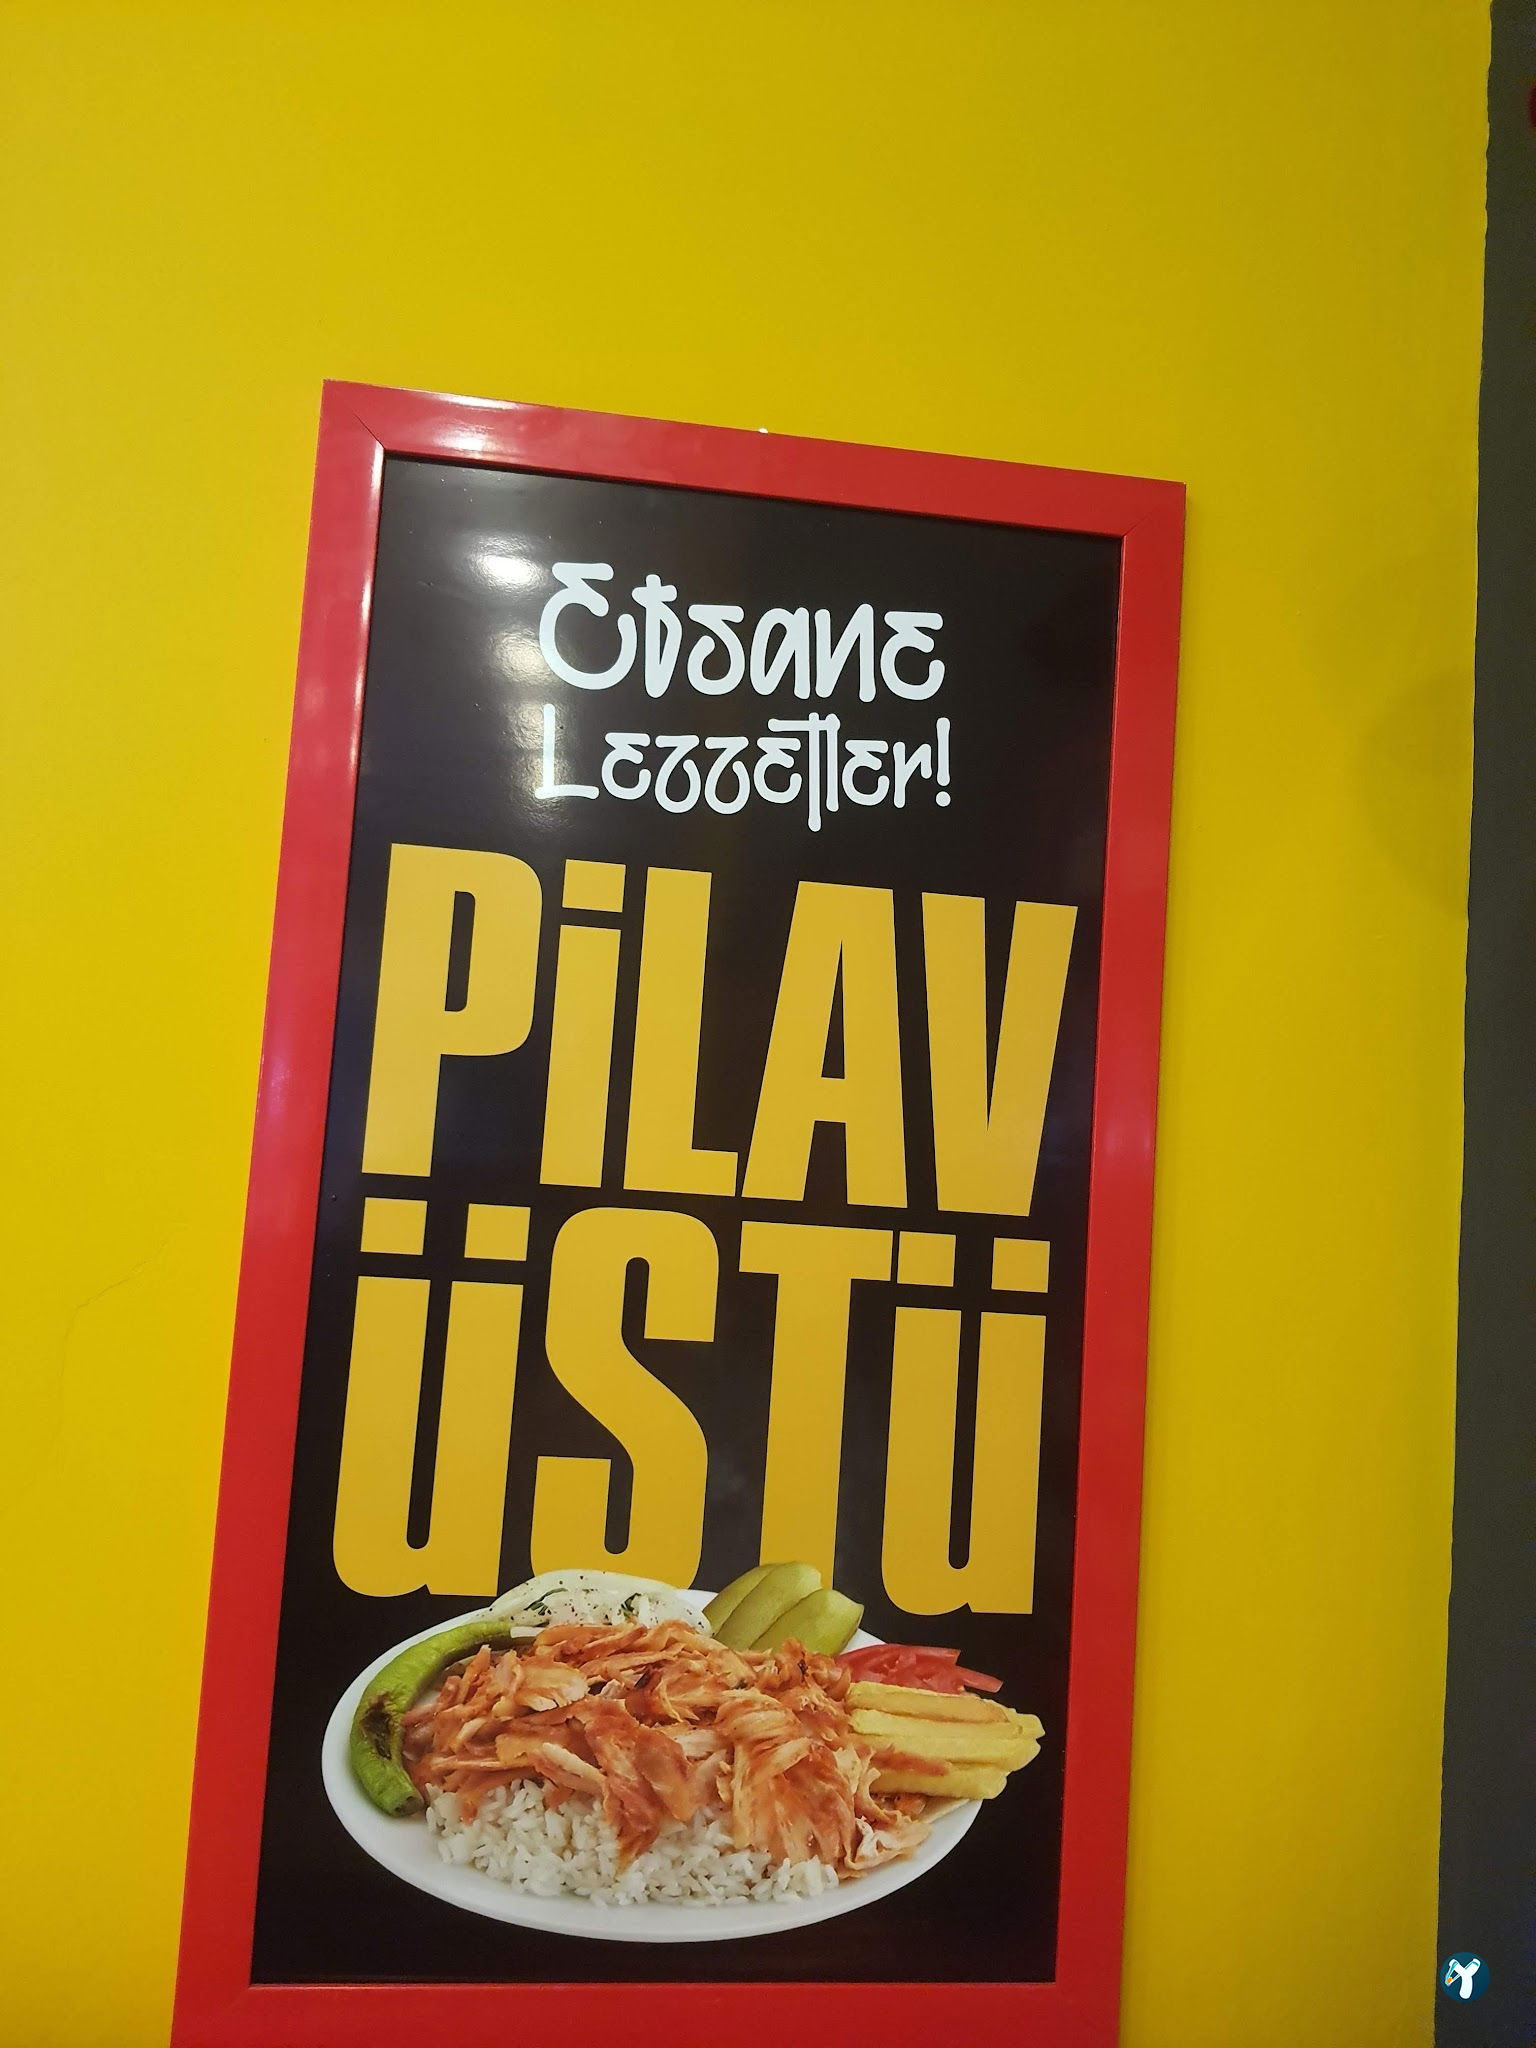 Efsane
Lezzetler!
PiLAV
üSTü